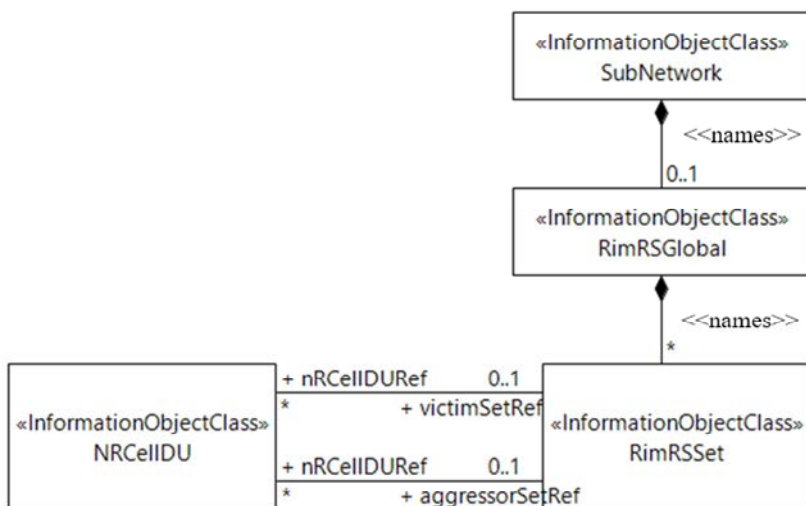 «InformationObjectClass»
SubNetwork
<<names>>
0..1
«InformationObjectClass»
RimRSGlobal
<<names>>
*
«InformationObjectClass»
NRCellDU
+ nRCellDURef 0..1
* + victimSetRef
+ nRCellDURef 0..1
* + aggressorSetRef
«InformationObjectClass»
RimRSSet